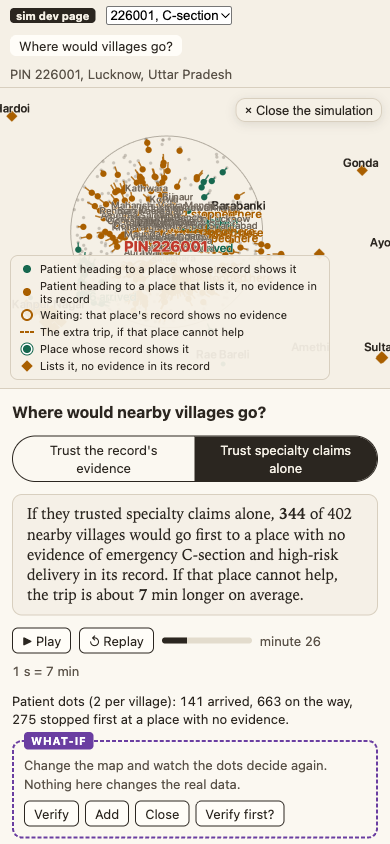 sim dev page 226001, C-section
Where would villages go?
PIN 226001, Lucknow, Uttar Pradesh
× Close the simulation
Gonda
Kathwara
Barabanki
PIN 226001
Patient heading to a place whose record shows it
Patient heading to a place that lists it, no evidence in
its record
Waiting: that place's record shows no evidence
The extra trip, if that place cannot help
Place whose record shows it
Rae Bareli
Lists it, no evidence in its record
Where would nearby villages go?
Trust the record's
evidence
Trust specialty claims
alone
If they trusted specialty claims alone, 344 of 402
nearby villages would go first to a place with no
evidence of emergency C-section and high-risk
delivery in its record. If that place cannot help,
the trip is about 7 min longer on average.
▶ Play ↺ Replay minute 26
1 s = 7 min
Patient dots (2 per village): 141 arrived, 663 on the way,
275 stopped first at a place with no evidence.
WHAT-IF
Change the map and watch the dots decide again.
Nothing here changes the real data.
Verify Add Close Verify first?